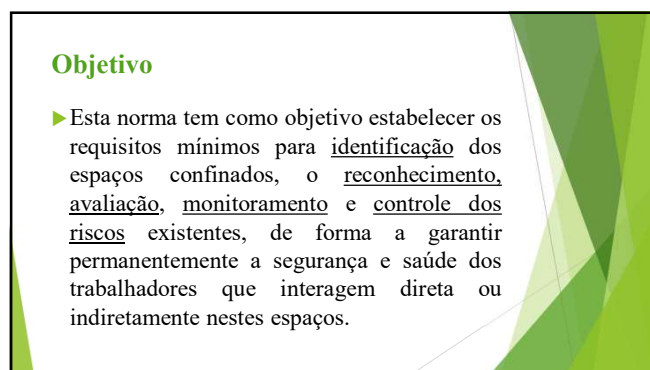 Objetivo
Esta norma tem como objetivo estabelecer os
requisitos mínimos para identificação dos
espaços confinados, o reconhecimento,
avaliação, monitoramento e controle dos
riscos existentes, de forma a garantir
permanentemente a segurança e saúde dos
trabalhadores que interagem direta ou
indiretamente nestes espaços.